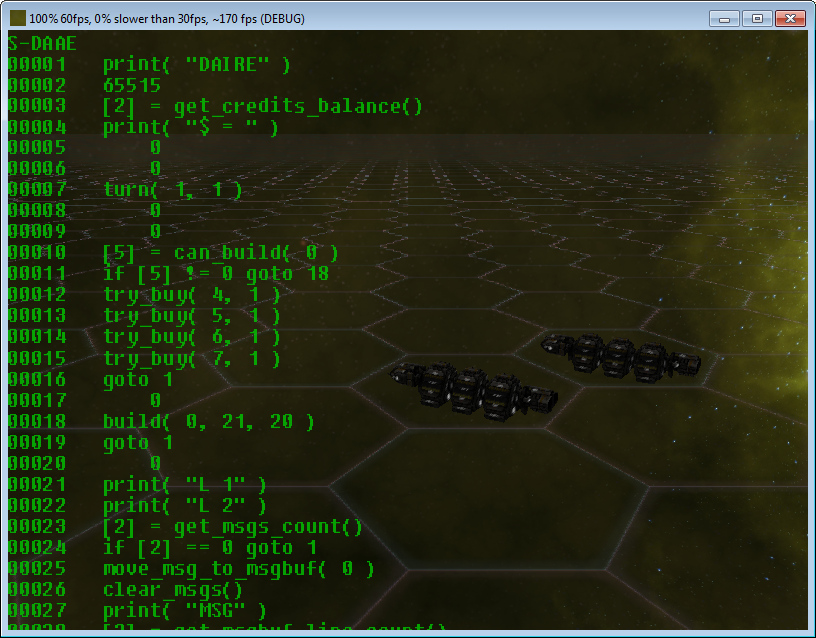 100% 60fps, 0% slower than 30fps, ~170 fps (DEBUG)
S-DAAE
00001 print( "DAIRE" )
00002 65515
00003 [2] = get_credits_balance()
00004 print( "$ = " )
00005 0
00006 0
00007 turn( 1, 1 )
00008 0
00009 0
00010 [5] = can_build( 0 )
00011 if [5] != 0 goto 18
00012 try_buy( 4, 1 )
00013 try_buy( 5, 1 )
00014 try_buy( 6, 1 )
00015 try_buy( 7, 1 )
00016 goto 1
00017 0
00018 build( 0, 21, 20 )
00019 goto 1
00020 0
00021 print( "L 1" )
00022 print( "L 2" )
00023 [2] = get_msgs_count()
00024 if [2] == 0 goto 1
00025 move_msg_to_msgbuf( 0 )
00026 clear_msgs()
00027 print( "MSG" )
00028 [2] = get_msgbuf_line_count()